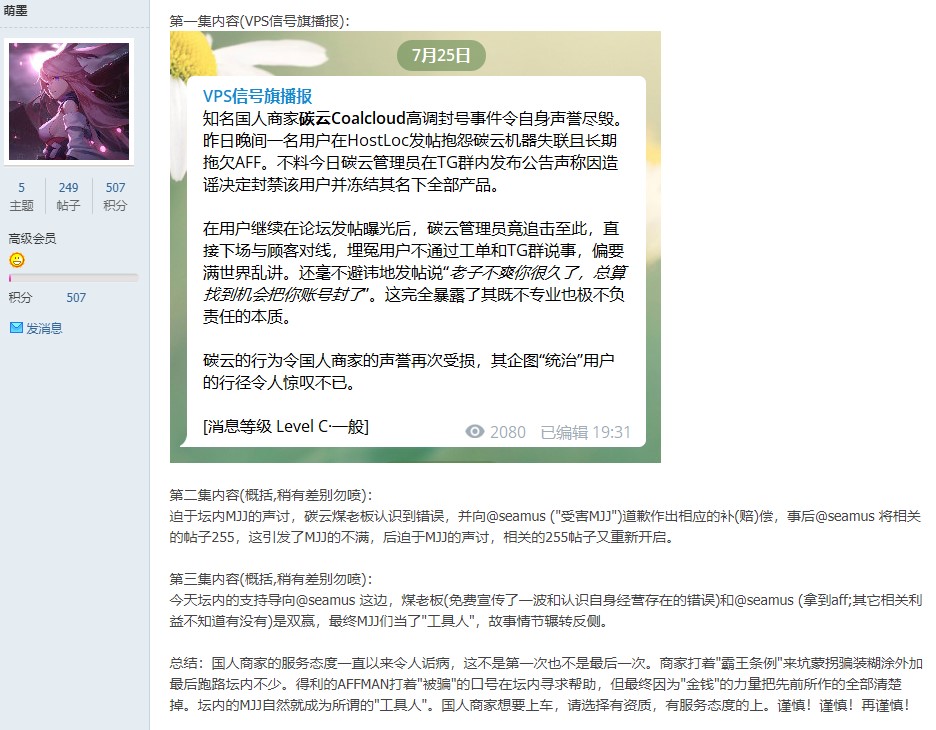 萌墨
5
249
507
主题
帖子
积分
高级会员
积分 507
发消息
第一集内容(VPS信号旗播报)：
7月25日
VPS信号旗播报
知名国人商家碳云Coalcloud高调封号事件令自身声誉尽毁。
昨日晚间一名用户在HostLoc发帖抱怨碳云机器失联且长期
拖欠AFF。不料今日碳云管理员在TG群内发布公告声称因造
谣决定封禁该用户并冻结其名下全部产品。
在用户继续在论坛发帖曝光后，碳云管理员竟追击至此，直
接下场与顾客对线，埋冤用户不通过工单和TG群说事，偏要
满世界乱讲。还毫不避讳地发帖说“老子不爽你很久了，总算
找到机会把你账号封了”。这完全暴露了其既不专业也极不负
责任的本质。
碳云的行为令国人商家的声誉再次受损，其企图“统治”用户
的行径令人惊叹不已。
[消息等级 Level C·一般]
2080 已编辑 19:31
第二集内容(概括,稍有差别勿喷)：
迫于坛内MJJ的声讨，碳云煤老板认识到错误，并向@seamus ("受害MJJ")道歉作出相应的补(赔)偿，事后@seamus 将相关
的帖子255，这引发了MJJ的不满，后迫于MJJ的声讨，相关的255帖子又重新开启。
第三集内容(概括,稍有差别勿喷)：
今天坛内的支持导向@seamus 这边，煤老板(免费宣传了一波和认识自身经营存在的错误)和@seamus (拿到aff;其它相关利
益不知道有没有)是双赢，最终MJJ们当了"工具人"，故事情节辗转反侧。
总结：国人商家的服务态度一直以来令人诟病，这不是第一次也不是最后一次。商家打着"霸王条例"来坑蒙拐骗装糊涂外加
最后跑路坛内不少。得利的AFFMAN打着"被骗"的口号在坛内寻求帮助，但最终因为"金钱"的力量把先前所作的全部清楚
掉。坛内的MJJ自然就成为所谓的"工具人"。国人商家想要上车，请选择有资质，有服务态度的上。谨慎！谨慎！再谨慎！